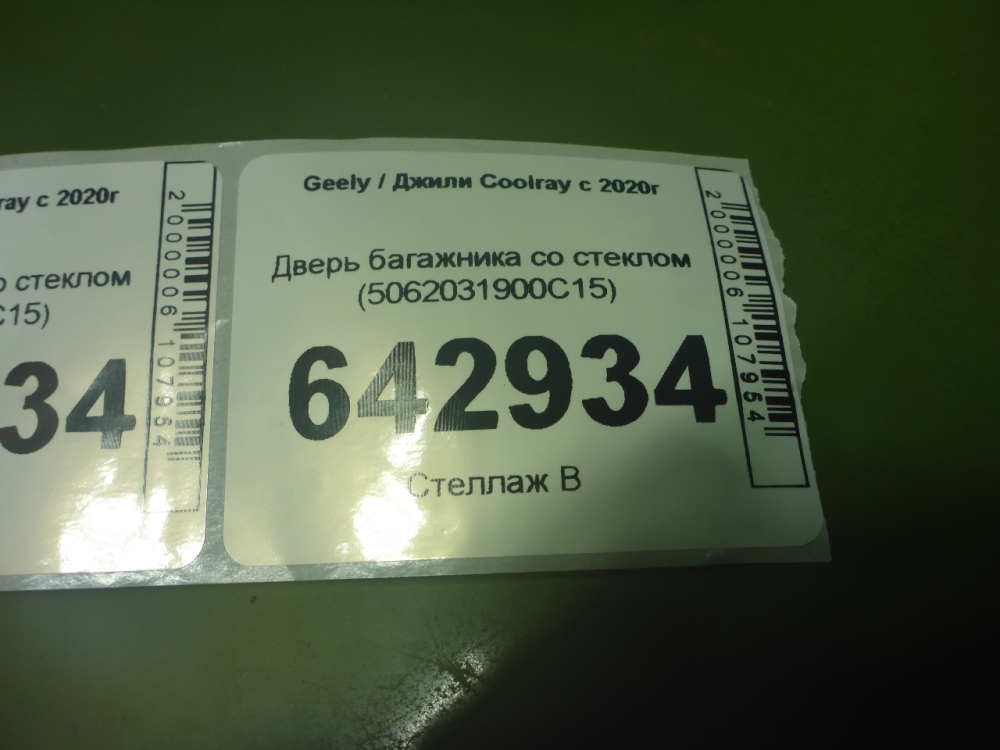 Geely / Джили Coolray с 2020г
Дверь багажника со стеклом
(5062031900C15)
642934
Стеллаж В
2000006107954
ray с 2020г
о стеклом
C15)
34
2000006107954